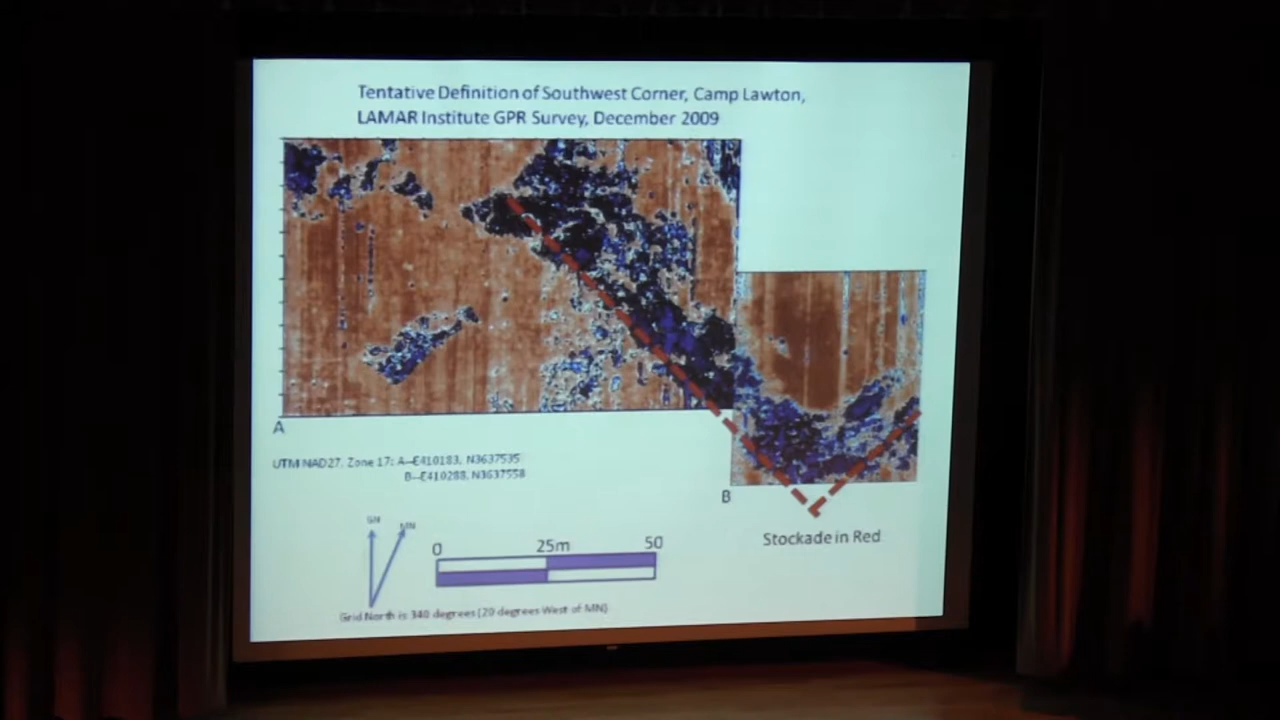 Tentative Definition of Southwest Corner, Camp Lawton,
LAMAR Institute GPR Survey, December 2009
A
UTM NAD27, Zone 17: A--E410183, N3637535
B--E410288, N3637558
B
GN MN
0 25m 50
Stockade in Red
Grid North is 340 degrees (20 degrees West of MN)